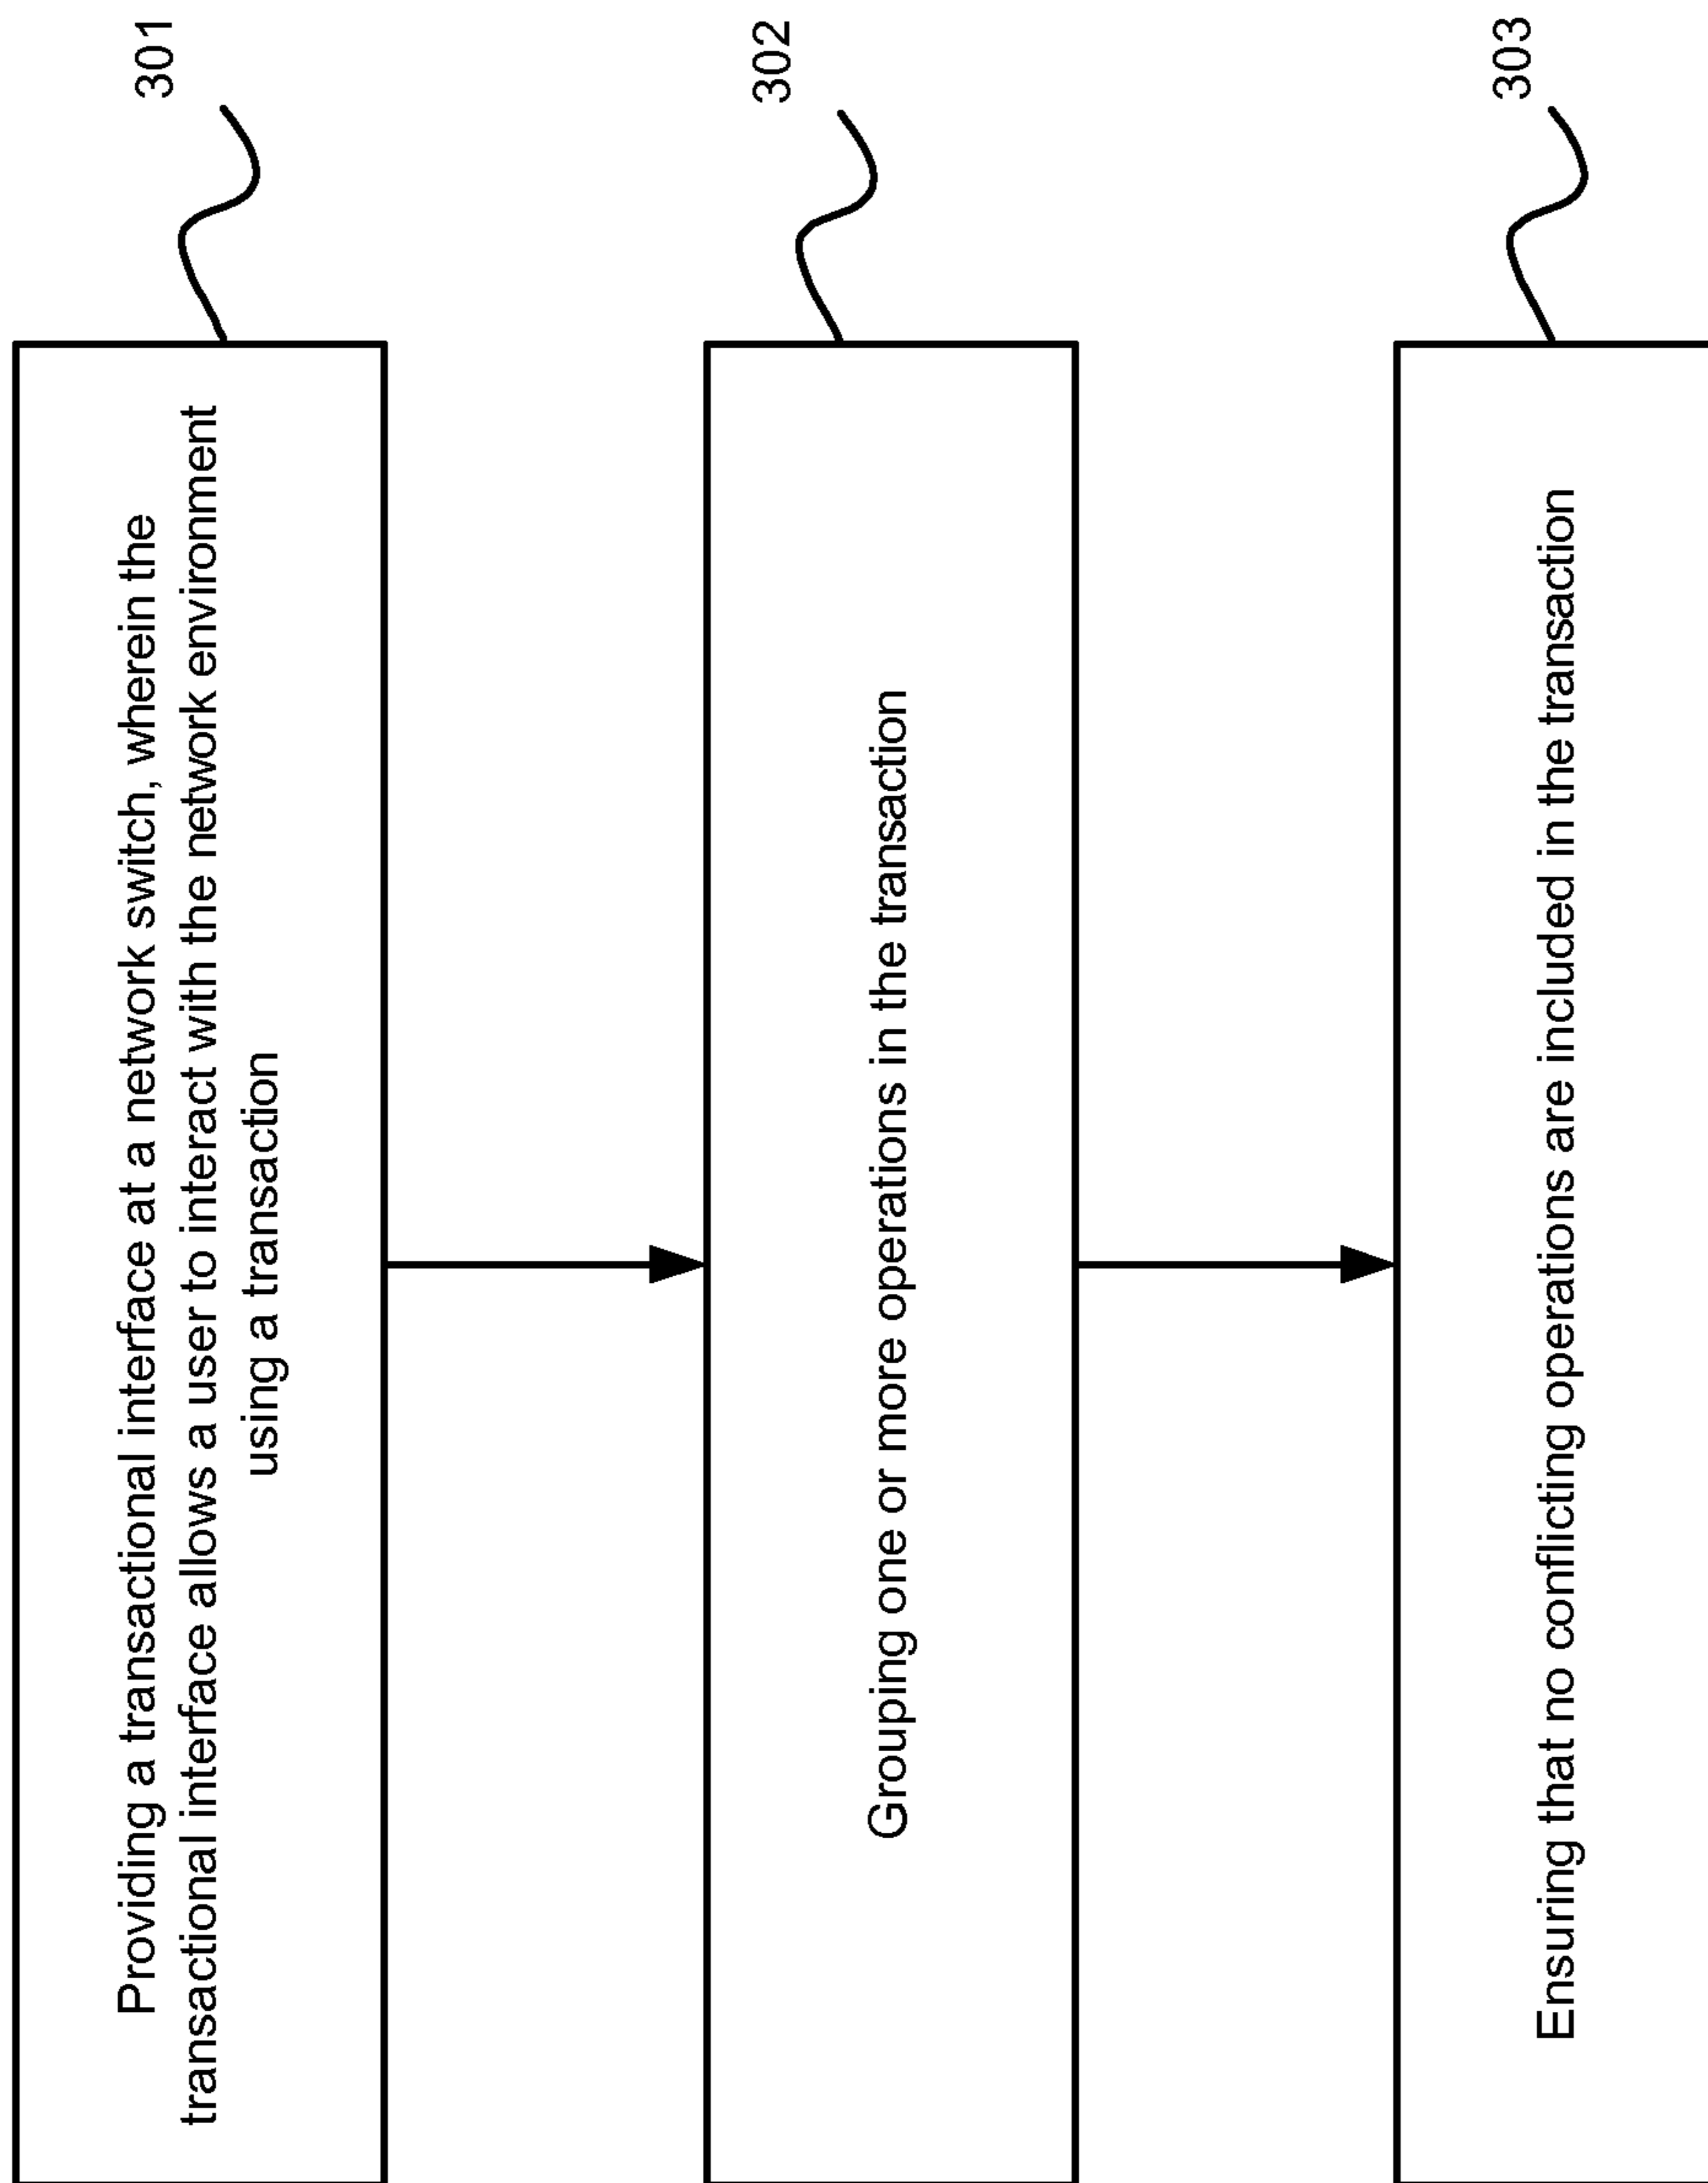 301
Providing a transactional interface at a network switch, wherein the
transactional interface allows a user to interact with the network environment
using a transaction
302
Grouping one or more operations in the transaction
303
Ensuring that no conflicting operations are included in the transaction